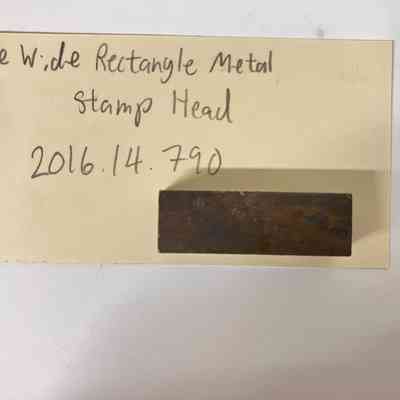 e Wide Rectangle Metal
Stamp Head
2016.14.790